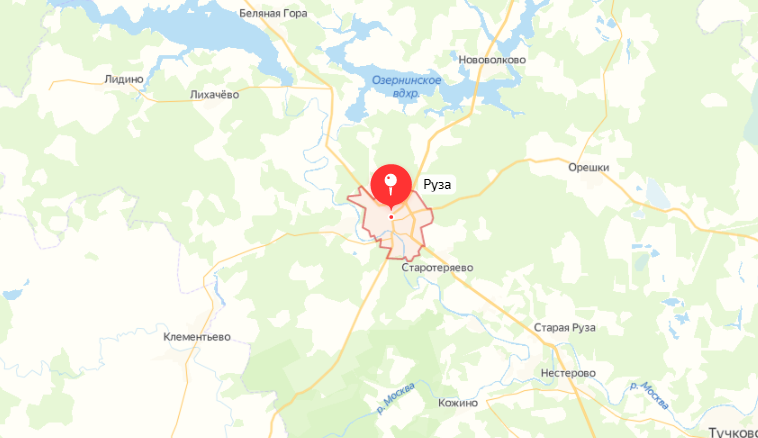 Беляная Гора
Нововолково
Лидино
Озернинское
вдхр.
Лихачёво
Орешки
Руза
Старотеряево
Старая Руза
Клементьево
Нестерово
р. Москва
р. Москва
Кожино
Тучково